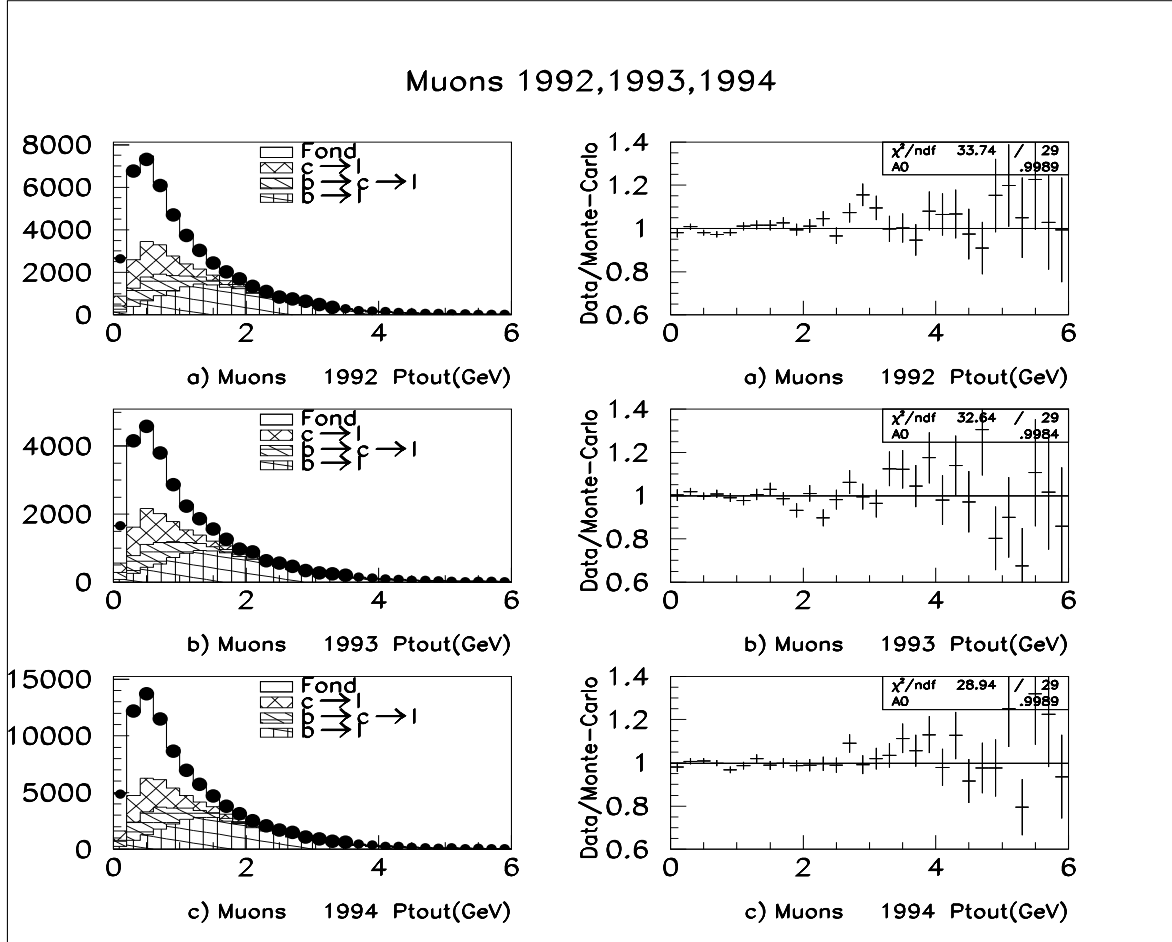 Muons 1992,1993,1994
8000
6000
4000
2000
0
Fond
c → l
b → c → l
b → l
0 2 4 6
a) Muons 1992 Ptout(GeV)
Data/Monte-Carlo
1.4
1.2
1
0.8
0.6
χ²/ndf 33.74 / 29
A0 .9989
0 2 4 6
a) Muons 1992 Ptout(GeV)
4000
2000
0
Fond
c → l
b → c → l
b → l
0 2 4 6
b) Muons 1993 Ptout(GeV)
Data/Monte-Carlo
1.4
1.2
1
0.8
0.6
χ²/ndf 32.64 / 29
A0 .9984
0 2 4 6
b) Muons 1993 Ptout(GeV)
15000
10000
5000
0
Fond
c → l
b → c → l
b → l
0 2 4 6
c) Muons 1994 Ptout(GeV)
Data/Monte-Carlo
1.4
1.2
1
0.8
0.6
χ²/ndf 28.94 / 29
A0 .9989
0 2 4 6
c) Muons 1994 Ptout(GeV)